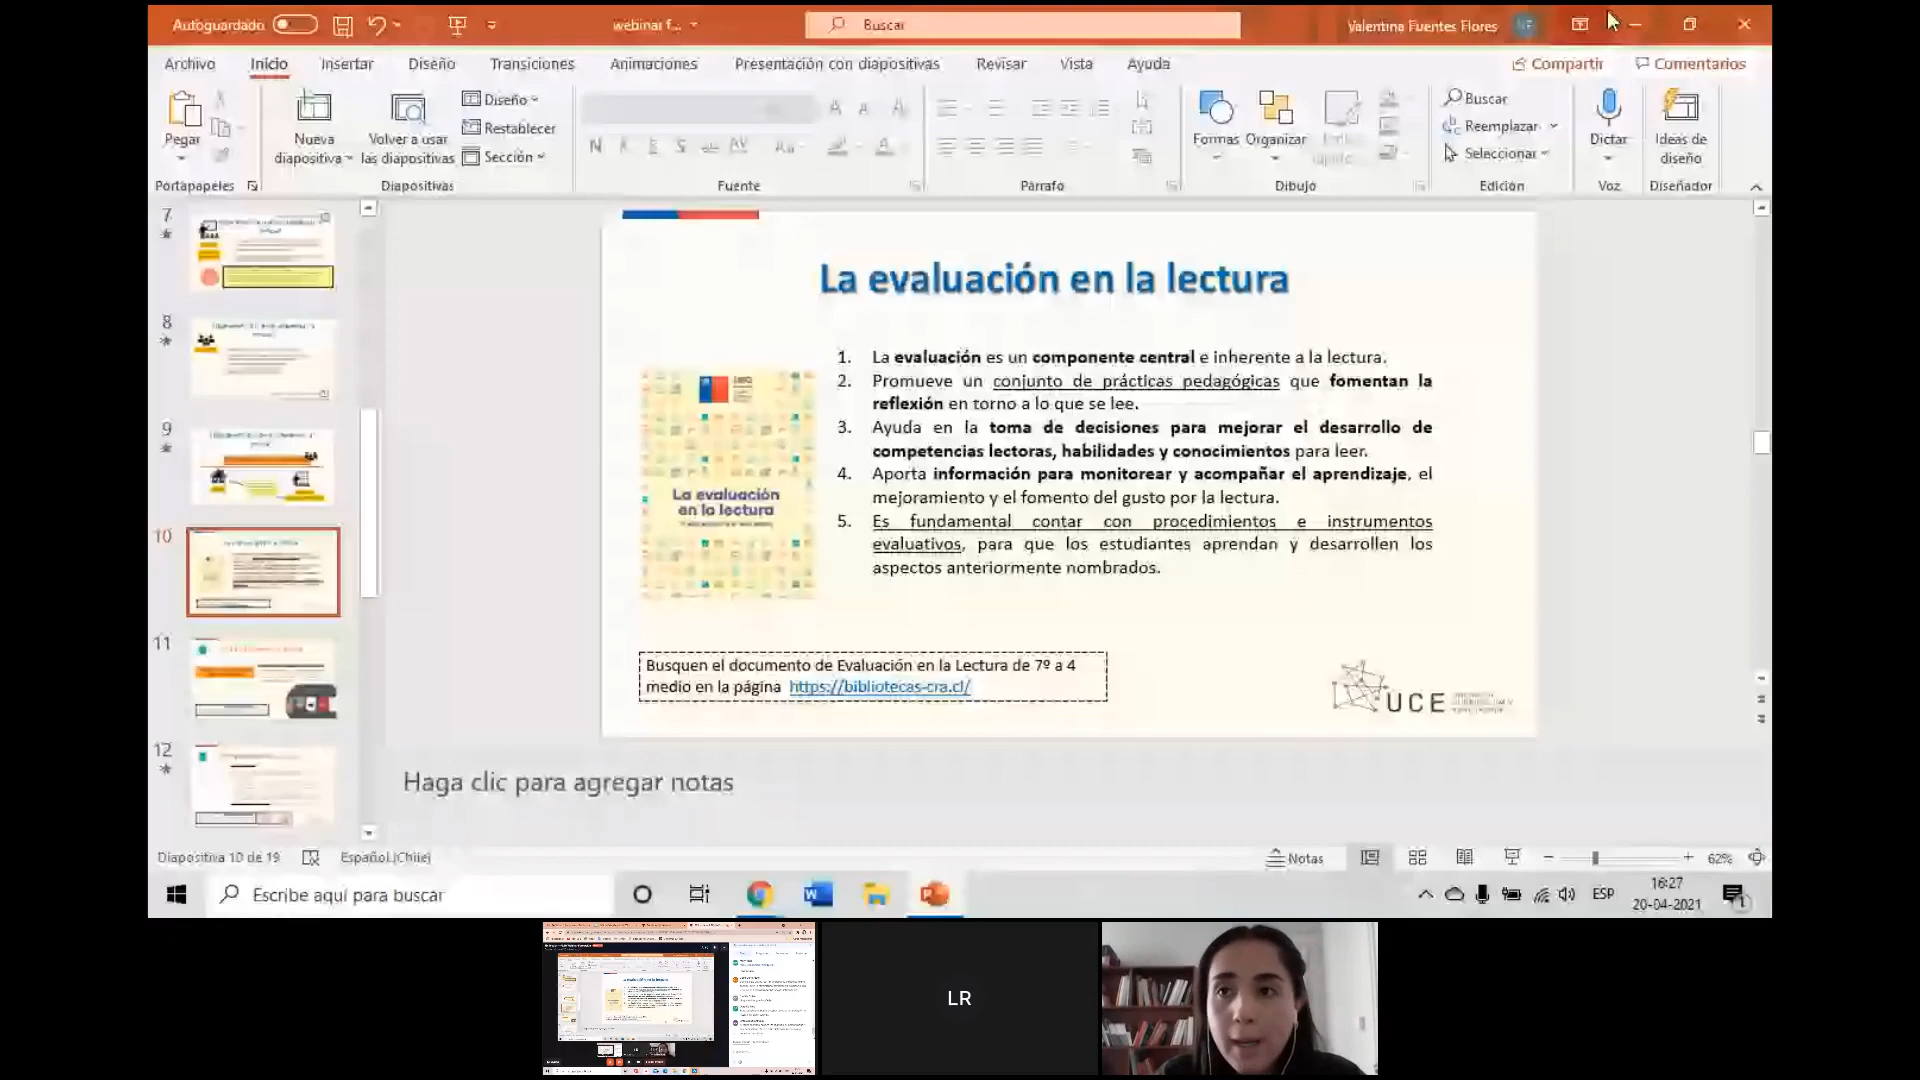 Autoguardado
webinar f...
Buscar
Valentina Fuentes Flores
Archivo Inicio Insertar Diseño Transiciones Animaciones Presentación con diapositivas Revisar Vista Ayuda Compartir Comentarios
Pegar
Nueva diapositiva
Volver a usar las diapositivas
Diseño
Restablecer
Sección
Formas
Organizar
Buscar
Reemplazar
Seleccionar
Dictar
Ideas de diseño
Portapapeles Diapositivas Fuente Párrafo Dibujo Edición Voz Diseñador
7
8
9
10
11
12
La evaluación en la lectura
1. La evaluación es un componente central e inherente a la lectura.
2. Promueve un conjunto de prácticas pedagógicas que fomentan la
reflexión en torno a lo que se lee.
3. Ayuda en la toma de decisiones para mejorar el desarrollo de
competencias lectoras, habilidades y conocimientos para leer.
4. Aporta información para monitorear y acompañar el aprendizaje, el
mejoramiento y el fomento del gusto por la lectura.
5. Es fundamental contar con procedimientos e instrumentos
evaluativos, para que los estudiantes aprendan y desarrollen los
aspectos anteriormente nombrados.
La evaluación
en la lectura
Busquen el documento de Evaluación en la Lectura de 7º a 4
medio en la página https://bibliotecas-cra.cl/
UCE
Haga clic para agregar notas
Diapositiva 10 de 19 Español (Chile) Notas 62%
Escribe aquí para buscar
ESP
16:27
20-04-2021
LR